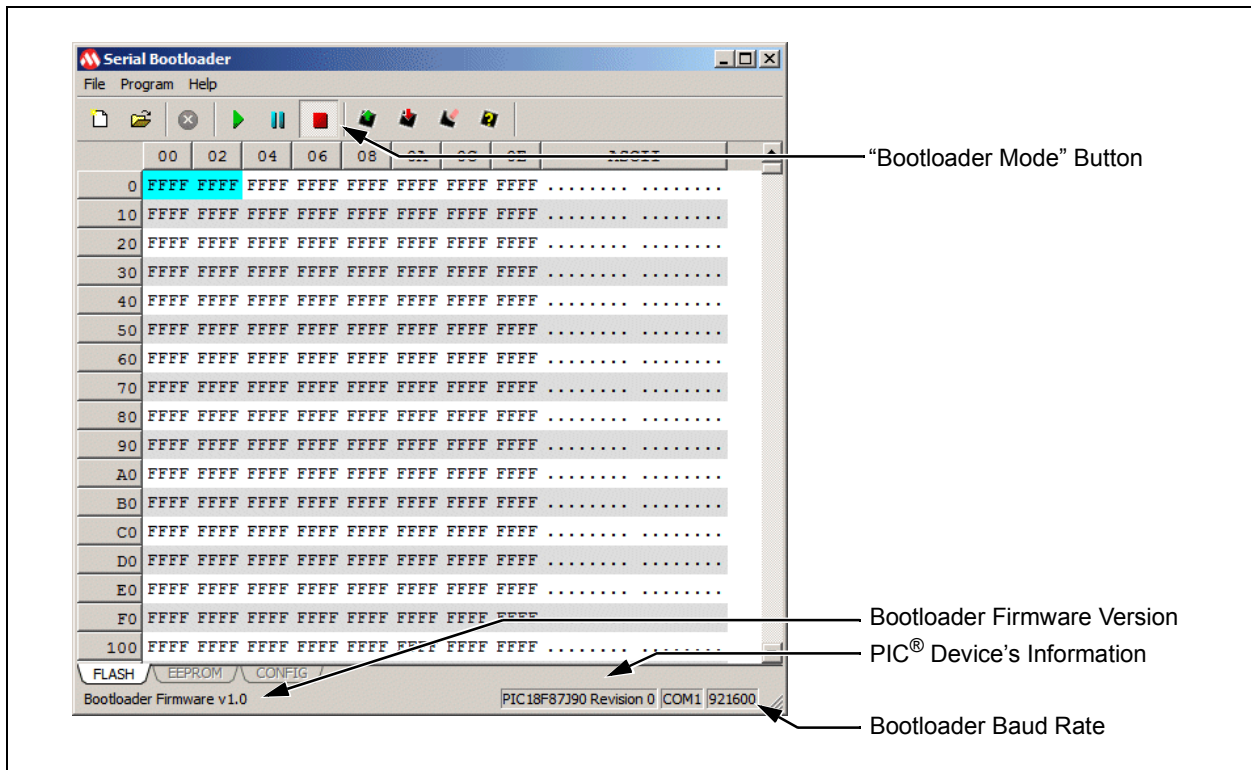 Serial Bootloader
File Program Help
00 02 04 06 08 0A 0C 0E ASCII
"Bootloader Mode" Button
0 FFFF FFFF FFFF FFFF FFFF FFFF FFFF FFFF ........ ........
10 FFFF FFFF FFFF FFFF FFFF FFFF FFFF FFFF ........ ........
20 FFFF FFFF FFFF FFFF FFFF FFFF FFFF FFFF ........ ........
30 FFFF FFFF FFFF FFFF FFFF FFFF FFFF FFFF ........ ........
40 FFFF FFFF FFFF FFFF FFFF FFFF FFFF FFFF ........ ........
50 FFFF FFFF FFFF FFFF FFFF FFFF FFFF FFFF ........ ........
60 FFFF FFFF FFFF FFFF FFFF FFFF FFFF FFFF ........ ........
70 FFFF FFFF FFFF FFFF FFFF FFFF FFFF FFFF ........ ........
80 FFFF FFFF FFFF FFFF FFFF FFFF FFFF FFFF ........ ........
90 FFFF FFFF FFFF FFFF FFFF FFFF FFFF FFFF ........ ........
A0 FFFF FFFF FFFF FFFF FFFF FFFF FFFF FFFF ........ ........
B0 FFFF FFFF FFFF FFFF FFFF FFFF FFFF FFFF ........ ........
C0 FFFF FFFF FFFF FFFF FFFF FFFF FFFF FFFF ........ ........
D0 FFFF FFFF FFFF FFFF FFFF FFFF FFFF FFFF ........ ........
E0 FFFF FFFF FFFF FFFF FFFF FFFF FFFF FFFF ........ ........
F0 FFFF FFFF FFFF FFFF FFFF FFFF FFFF FFFF ........ ........
Bootloader Firmware Version
100 FFFF FFFF FFFF FFFF FFFF FFFF FFFF FFFF ........ ........
PIC® Device's Information
FLASH EEPROM CONFIG
Bootloader Firmware v1.0 PIC18F87J90 Revision 0 COM1 921600
Bootloader Baud Rate